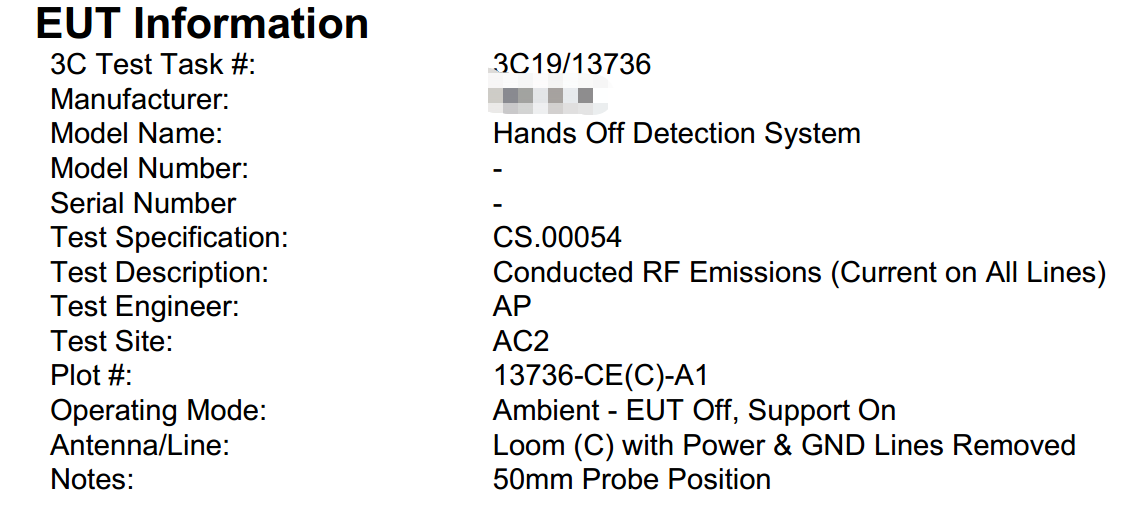 EUT Information
3C Test Task #: 3C19/13736
Manufacturer:
Model Name: Hands Off Detection System
Model Number: -
Serial Number -
Test Specification: CS.00054
Test Description: Conducted RF Emissions (Current on All Lines)
Test Engineer: AP
Test Site: AC2
Plot #: 13736-CE(C)-A1
Operating Mode: Ambient - EUT Off, Support On
Antenna/Line: Loom (C) with Power & GND Lines Removed
Notes: 50mm Probe Position